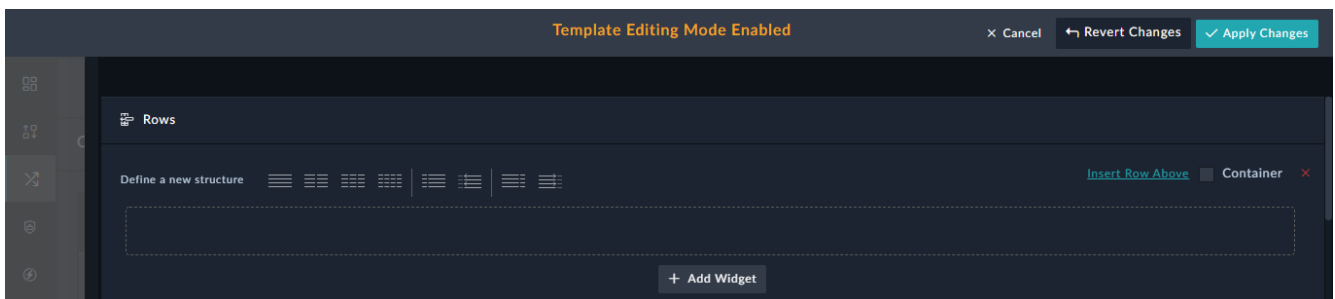 Template Editing Mode Enabled
× Cancel
Revert Changes
Apply Changes
Rows
Define a new structure
Insert Row Above
Container
+ Add Widget